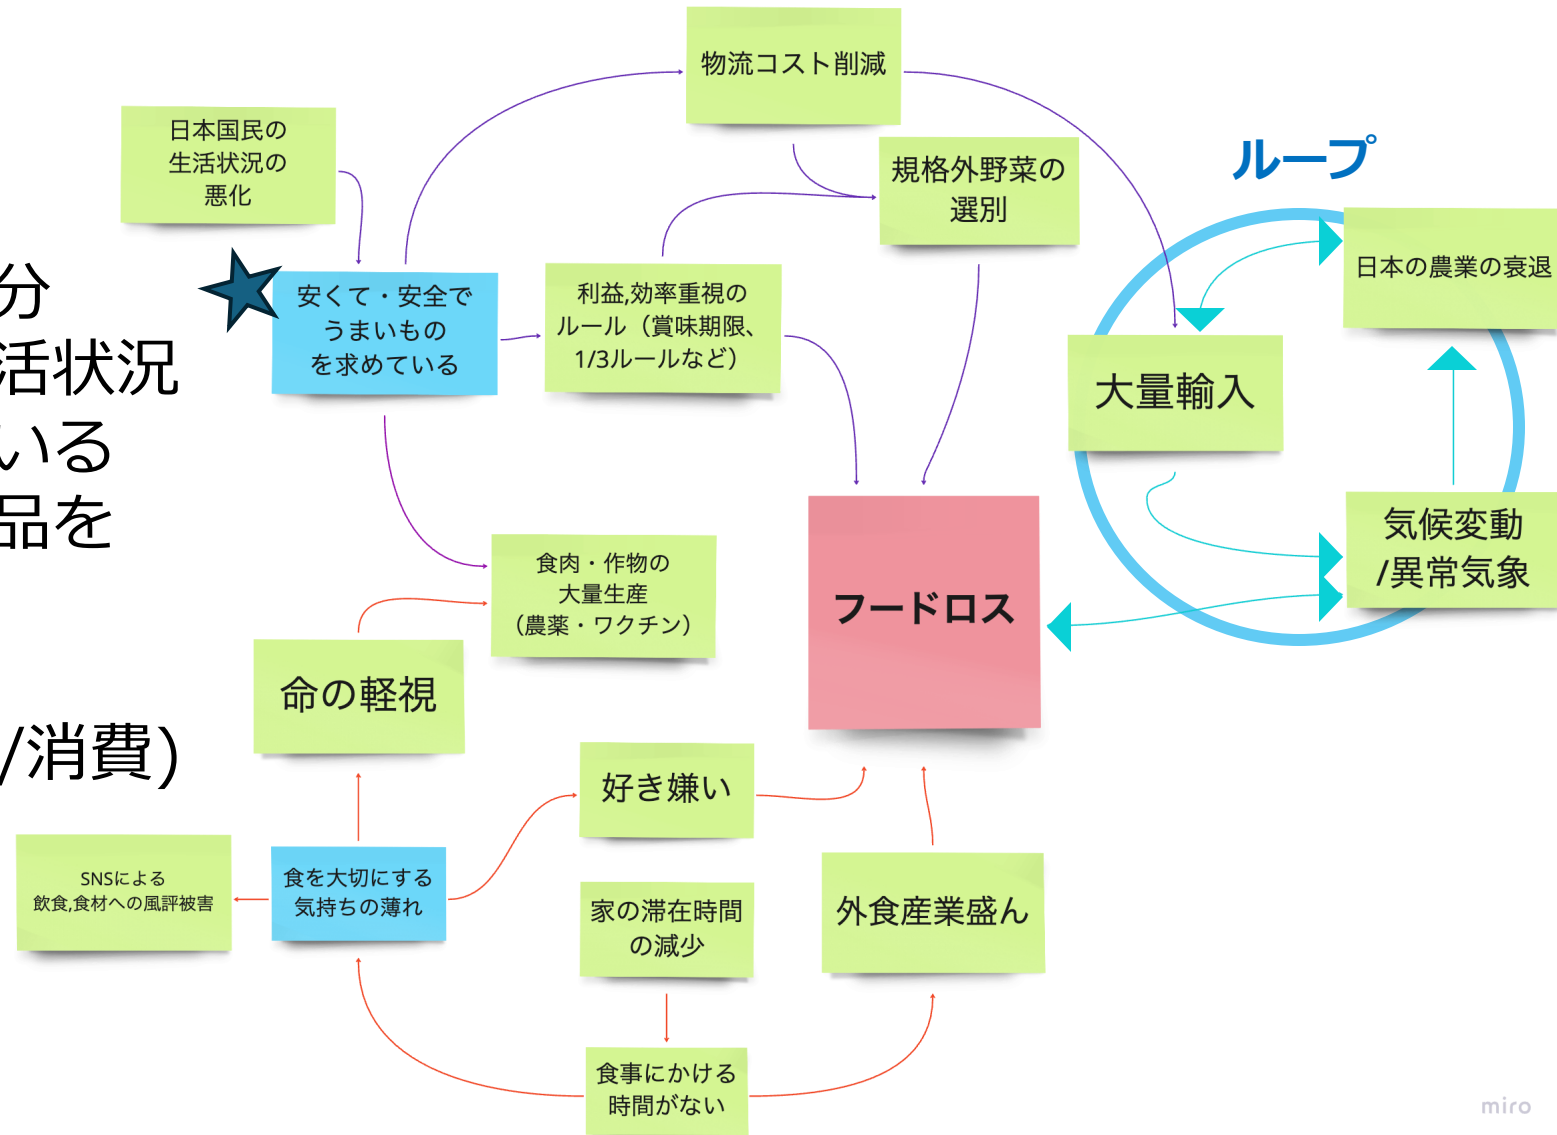 物流コスト削減
日本国民の
生活状況の
悪化
規格外野菜の
選別
ループ
日本の農業の衰退
分
活状況
いる
品を
安くて・安全で
うまいもの
を求めている
利益,効率重視の
ルール（賞味期限、
1/3ルールなど）
大量輸入
気候変動
/異常気象
食肉・作物の
大量生産
（農薬・ワクチン）
フードロス
命の軽視
/消費)
好き嫌い
SNSによる
飲食,食材への風評被害
食を大切にする
気持ちの薄れ
家の滞在時間
の減少
外食産業盛ん
食事にかける
時間がない
miro